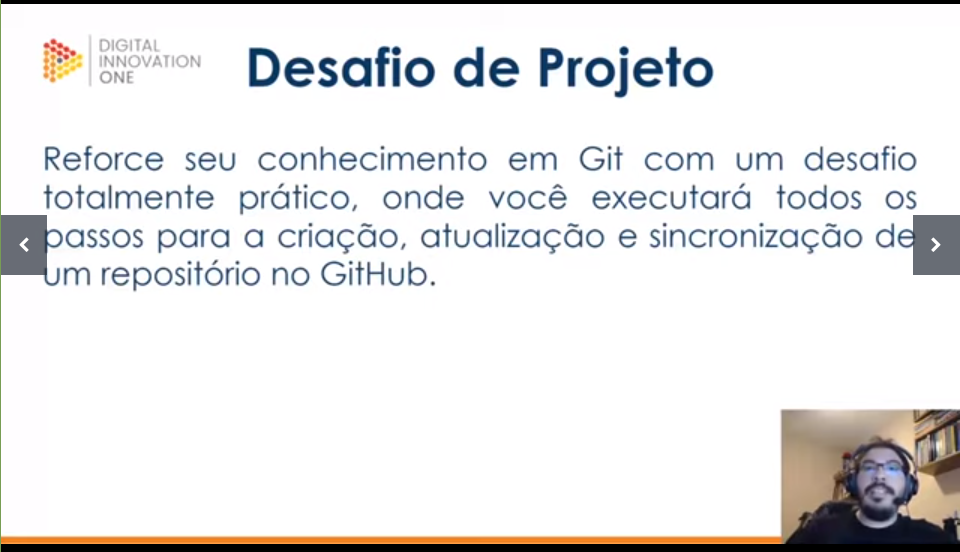 DIGITAL
INNOVATION
ONE
Desafio de Projeto
Reforce seu conhecimento em Git com um desafio
totalmente prático, onde você executará todos os
passos para a criação, atualização e sincronização de
um repositório no GitHub.